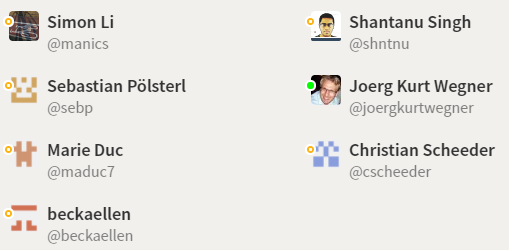 Simon Li
@manics
Shantanu Singh
@shntnu
Sebastian Pölsterl
@sebp
Joerg Kurt Wegner
@joergkurtwegner
Marie Duc
@maduc7
Christian Scheeder
@cscheeder
beckaellen
@beckaellen